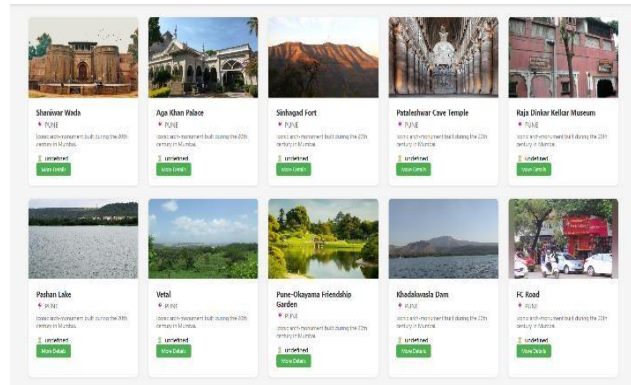 Shaniwar Wada
PUNE
Iconic arch-monument built during the 20th
century in Mumbai.
undefined
More Details
Aga Khan Palace
PUNE
Iconic arch-monument built during the 20th
century in Mumbai.
undefined
More Details
Sinhagad Fort
PUNE
Iconic arch-monument built during the 20th
century in Mumbai.
undefined
More Details
Pataleshwar Cave Temple
PUNE
Iconic arch-monument built during the 20th
century in Mumbai.
undefined
More Details
Raja Dinkar Kelkar Museum
PUNE
Iconic arch-monument built during the 20th
century in Mumbai.
undefined
More Details
Pashan Lake
PUNE
Iconic arch-monument built during the 20th
century in Mumbai.
undefined
More Details
Vetal
PUNE
Iconic arch-monument built during the 20th
century in Mumbai.
undefined
More Details
Pune-Okayama Friendship
Garden
PUNE
Iconic arch-monument built during the 20th
century in Mumbai.
undefined
More Details
Khadakwasla Dam
PUNE
Iconic arch-monument built during the 20th
century in Mumbai.
undefined
More Details
FC Road
PUNE
Iconic arch-monument built during the 20th
century in Mumbai.
undefined
More Details